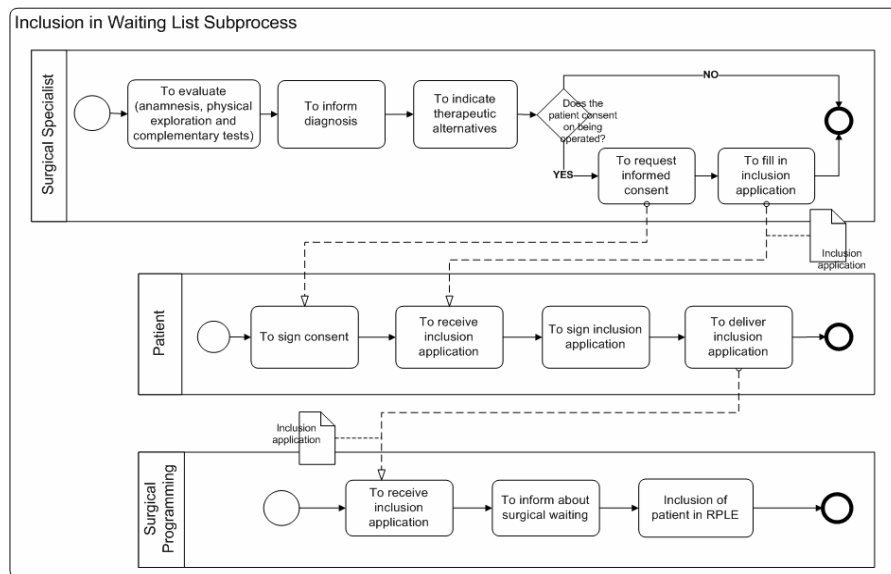 Inclusion in Waiting List Subprocess
Surgical Specialist
To evaluate
(anamnesis, physical
exploration and
complementary tests)
To inform
diagnosis
To indicate
therapeutic
alternatives
Does the
patient consent
on being
operated?
NO
YES
To request
informed
consent
To fill in
inclusion
application
Inclusion
application
Patient
To sign consent
To receive
inclusion
application
To sign inclusion
application
To deliver
inclusion
application
Inclusion
application
Surgical
Programming
To receive
inclusion
application
To inform about
surgical waiting
Inclusion of
patient in RPLE